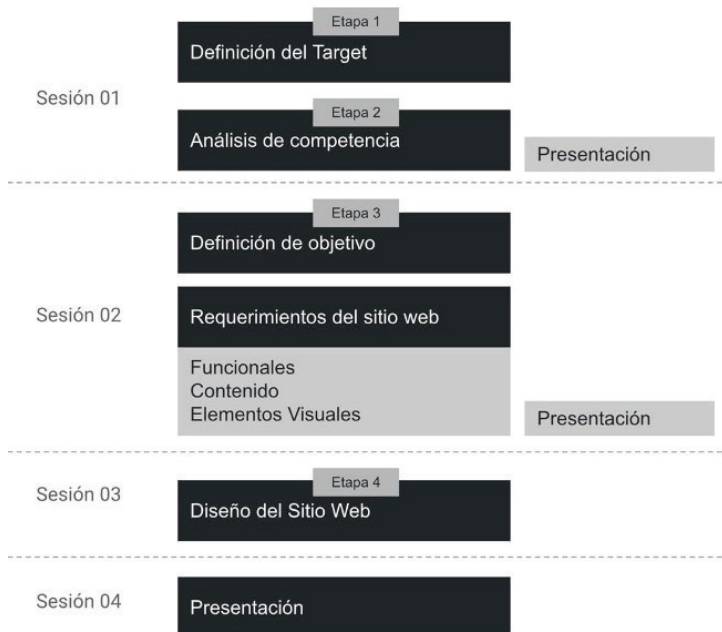 Etapa 1
Definición del Target
Sesión 01
Etapa 2
Análisis de competencia
Presentación
Etapa 3
Definición de objetivo
Sesión 02
Requerimientos del sitio web
Funcionales
Contenido
Elementos Visuales
Presentación
Sesión 03
Etapa 4
Diseño del Sitio Web
Sesión 04
Presentación